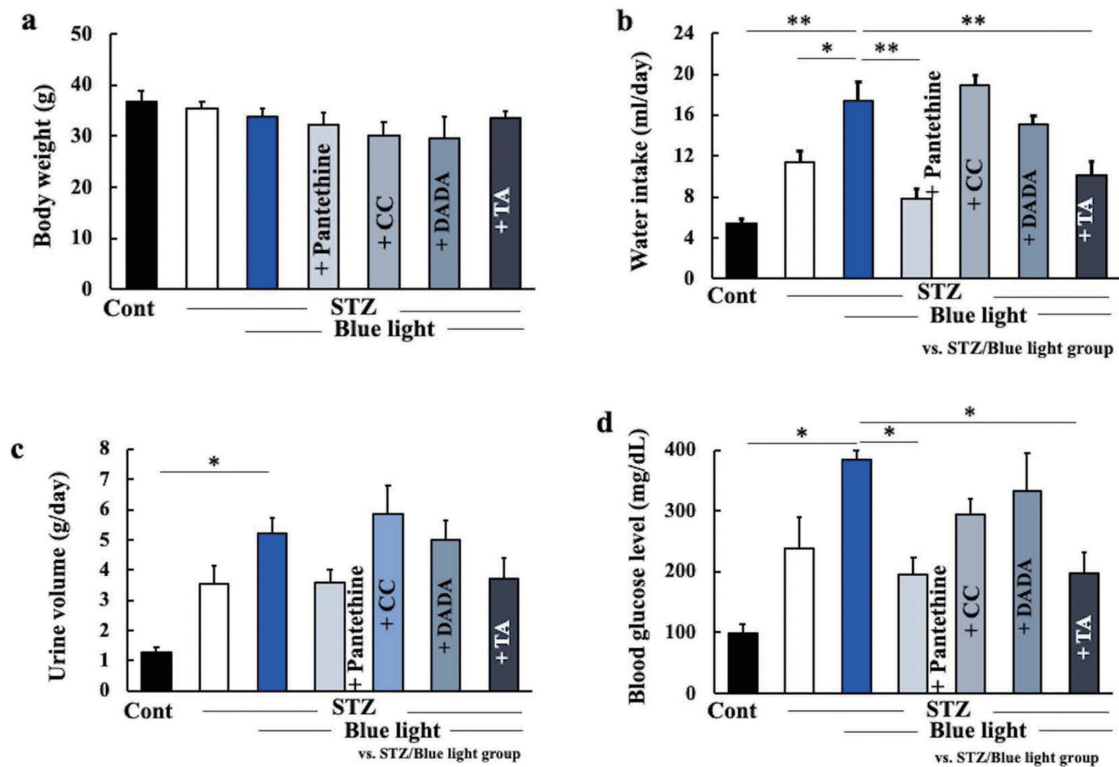 a
Body weight (g)
50
40
30
20
10
0
+ Pantethine
+ CC
+ DADA
+ TA
Cont
STZ
Blue light
b
Water intake (ml/day)
** **
* **
24
20
16
12
8
4
0
+ Pantethine
+ CC
+ DADA
+ TA
Cont
STZ
Blue light
vs. STZ/Blue light group
c
Urine volume (g/day)
*
8
7
6
5
4
3
2
1
0
+ Pantethine
+ CC
+ DADA
+ TA
Cont
STZ
Blue light
vs. STZ/Blue light group
d
Blood glucose level (mg/dL)
*
* *
400
300
200
100
0
+ Pantethine
+ CC
+ DADA
+ TA
Cont
STZ
Blue light
vs. STZ/Blue light group